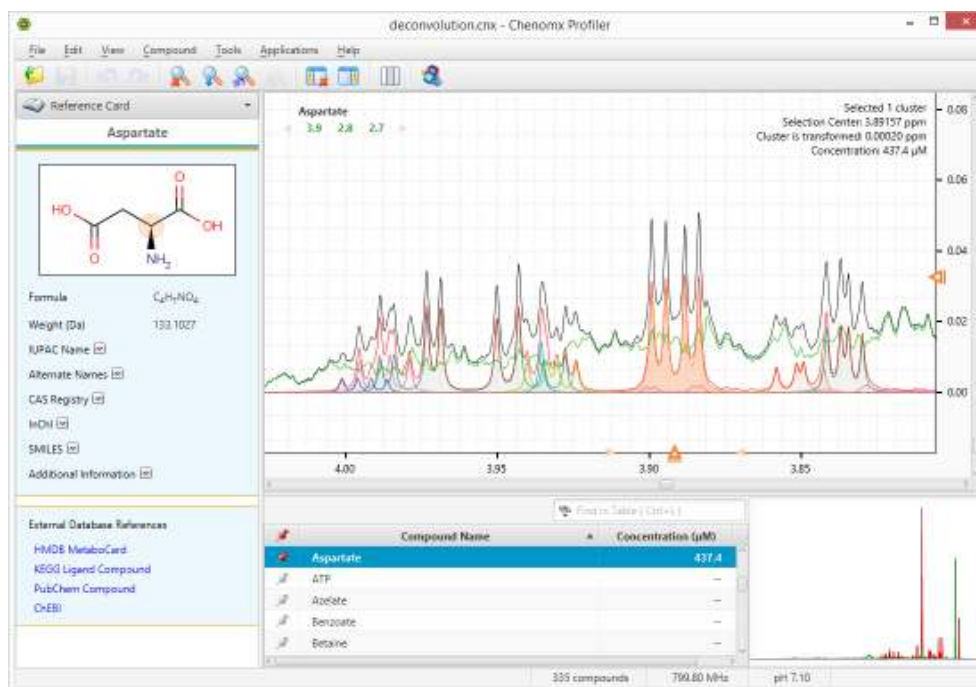 deconvolution.cnx - Chenomx Profiler
File Edit View Compound Tools Applications Help
Reference Card
Aspartate
O
HO
O
OH
O
NH₂
Formula C₄H₇NO₄
Weight (Da) 133.1027
IUPAC Name
Alternate Names
CAS Registry
InChI
SMILES
Additional Information
External Database References
HMDB MetaboCard
KEGG Ligand Compound
PubChem Compound
ChEBI
Aspartate
3.9 2.8 2.7
Selected 1 cluster
Selection Center: 3.89157 ppm
Cluster is transformed: 0.00020 ppm
Concentration: 437.4 µM
0.08
0.06
0.04
0.02
0.00
4.00 3.95 3.90 3.85
Find in Table ( Ctrl+L )
Compound Name Concentration (µM)
Aspartate 437.4
ATP --
Azelate --
Benzoate --
Betaine --
335 compounds 799.80 MHz pH 7.10